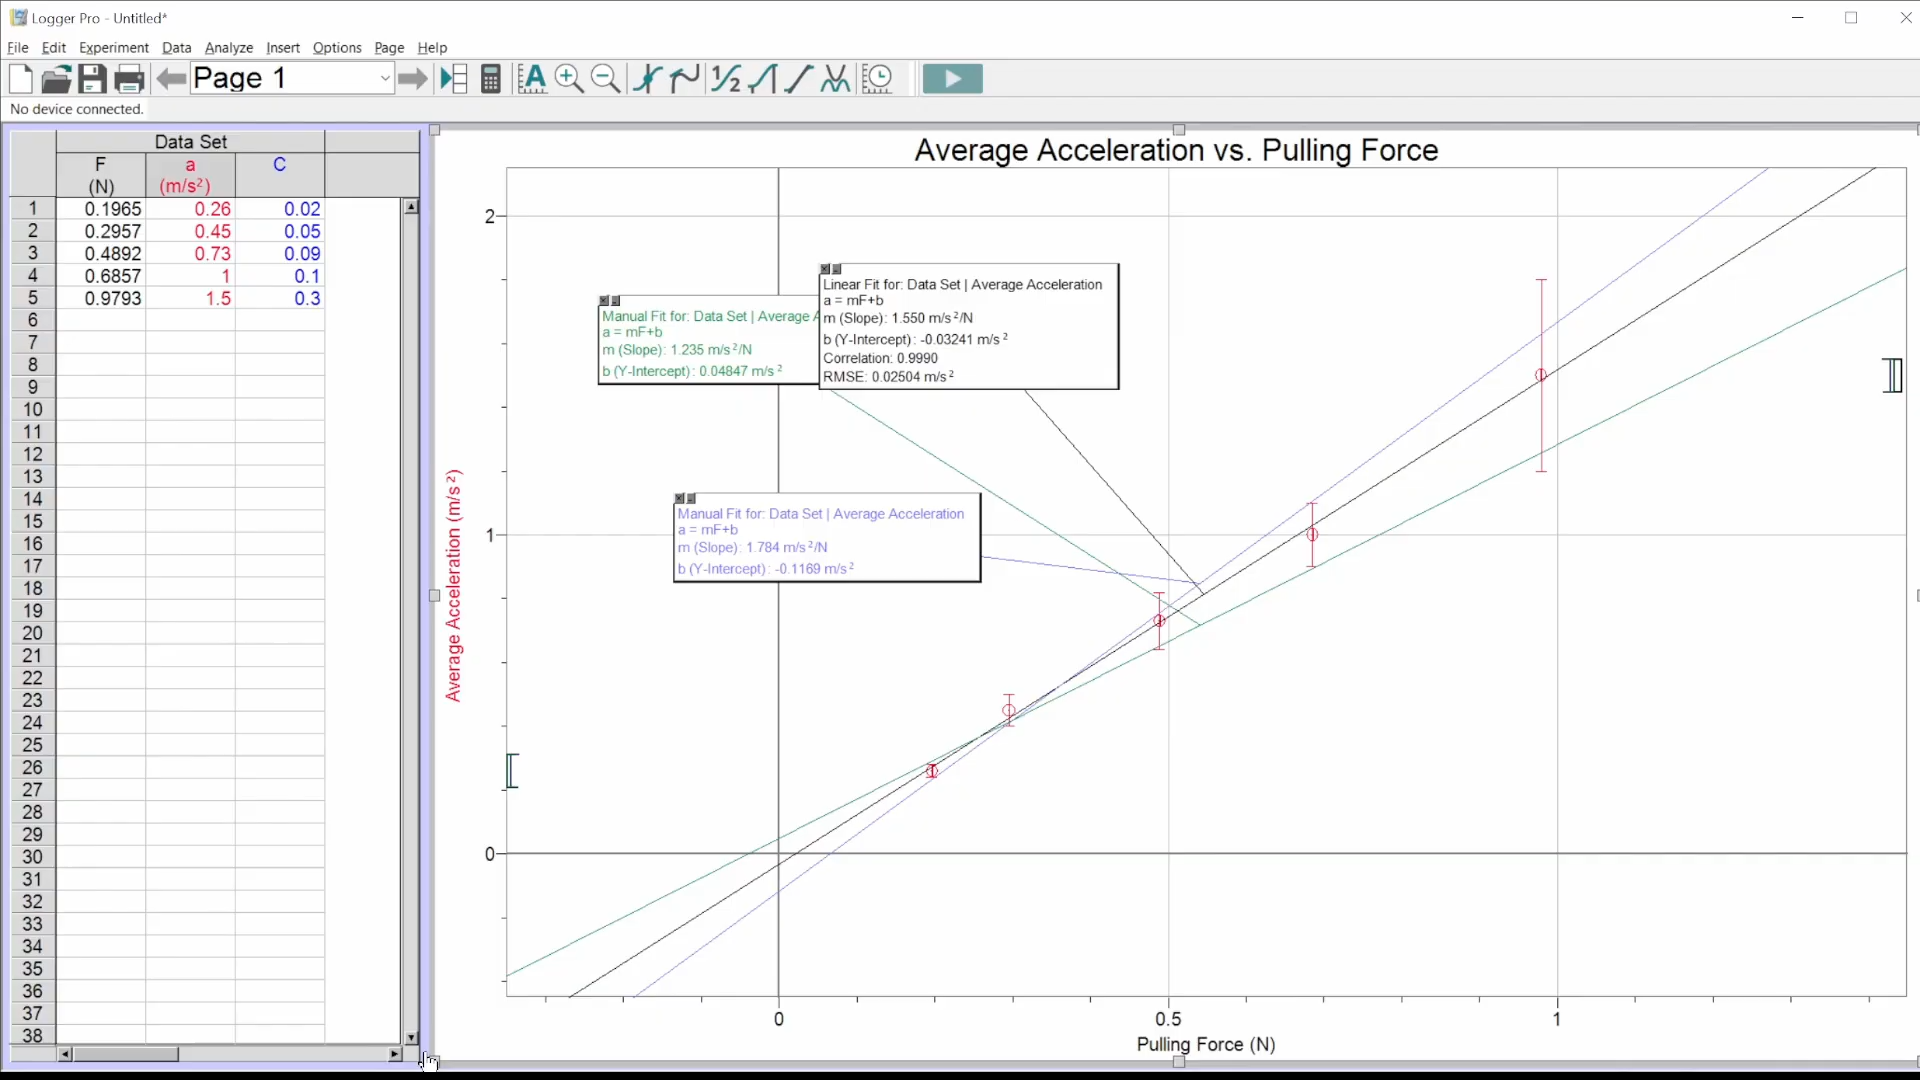 Logger Pro - Untitled*
File Edit Experiment Data Analyze Insert Options Page Help
Page 1
No device connected.
Data Set
F a C
(N) (m/s²)
1 0.1965 0.26 0.02
2 0.2957 0.45 0.05
3 0.4892 0.73 0.09
4 0.6857 1 0.1
5 0.9793 1.5 0.3
6
7
8
9
10
11
12
13
14
15
16
17
18
19
20
21
22
23
24
25
26
27
28
29
30
31
32
33
34
35
36
37
38
Average Acceleration vs. Pulling Force
Average Acceleration (m/s²)
2
1
0
Manual Fit for: Data Set | Average A
a = mF+b
m (Slope): 1.235 m/s²/N
b (Y-Intercept): 0.04847 m/s²
Linear Fit for: Data Set | Average Acceleration
a = mF+b
m (Slope): 1.550 m/s²/N
b (Y-Intercept): -0.03241 m/s²
Correlation: 0.9990
RMSE: 0.02504 m/s²
Manual Fit for: Data Set | Average Acceleration
a = mF+b
m (Slope): 1.784 m/s²/N
b (Y-Intercept): -0.1169 m/s²
0 0.5 1
Pulling Force (N)